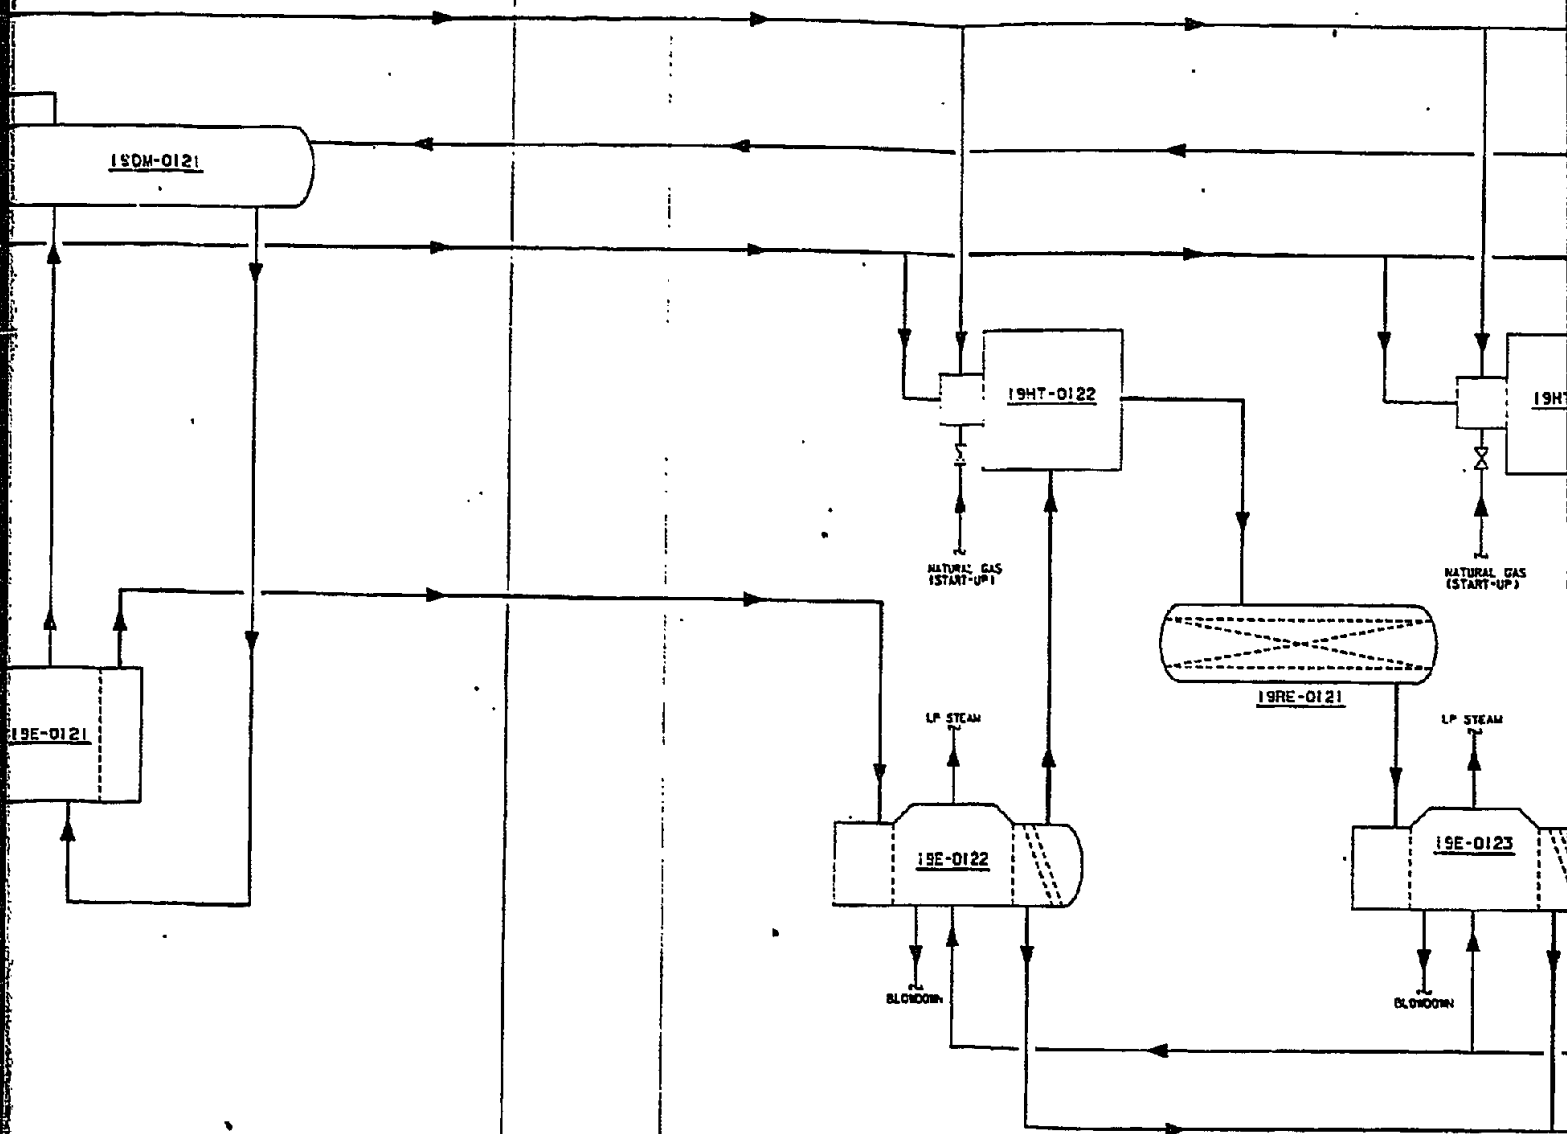 19DM-0121
19HT-0122
19HT
NATURAL GAS
(START-UP)
NATURAL GAS
(START-UP)
19RE-0121
19E-0121
LP STEAM
LP STEAM
19E-0122
19E-0123
BLOWDOWN
BLOWDOWN